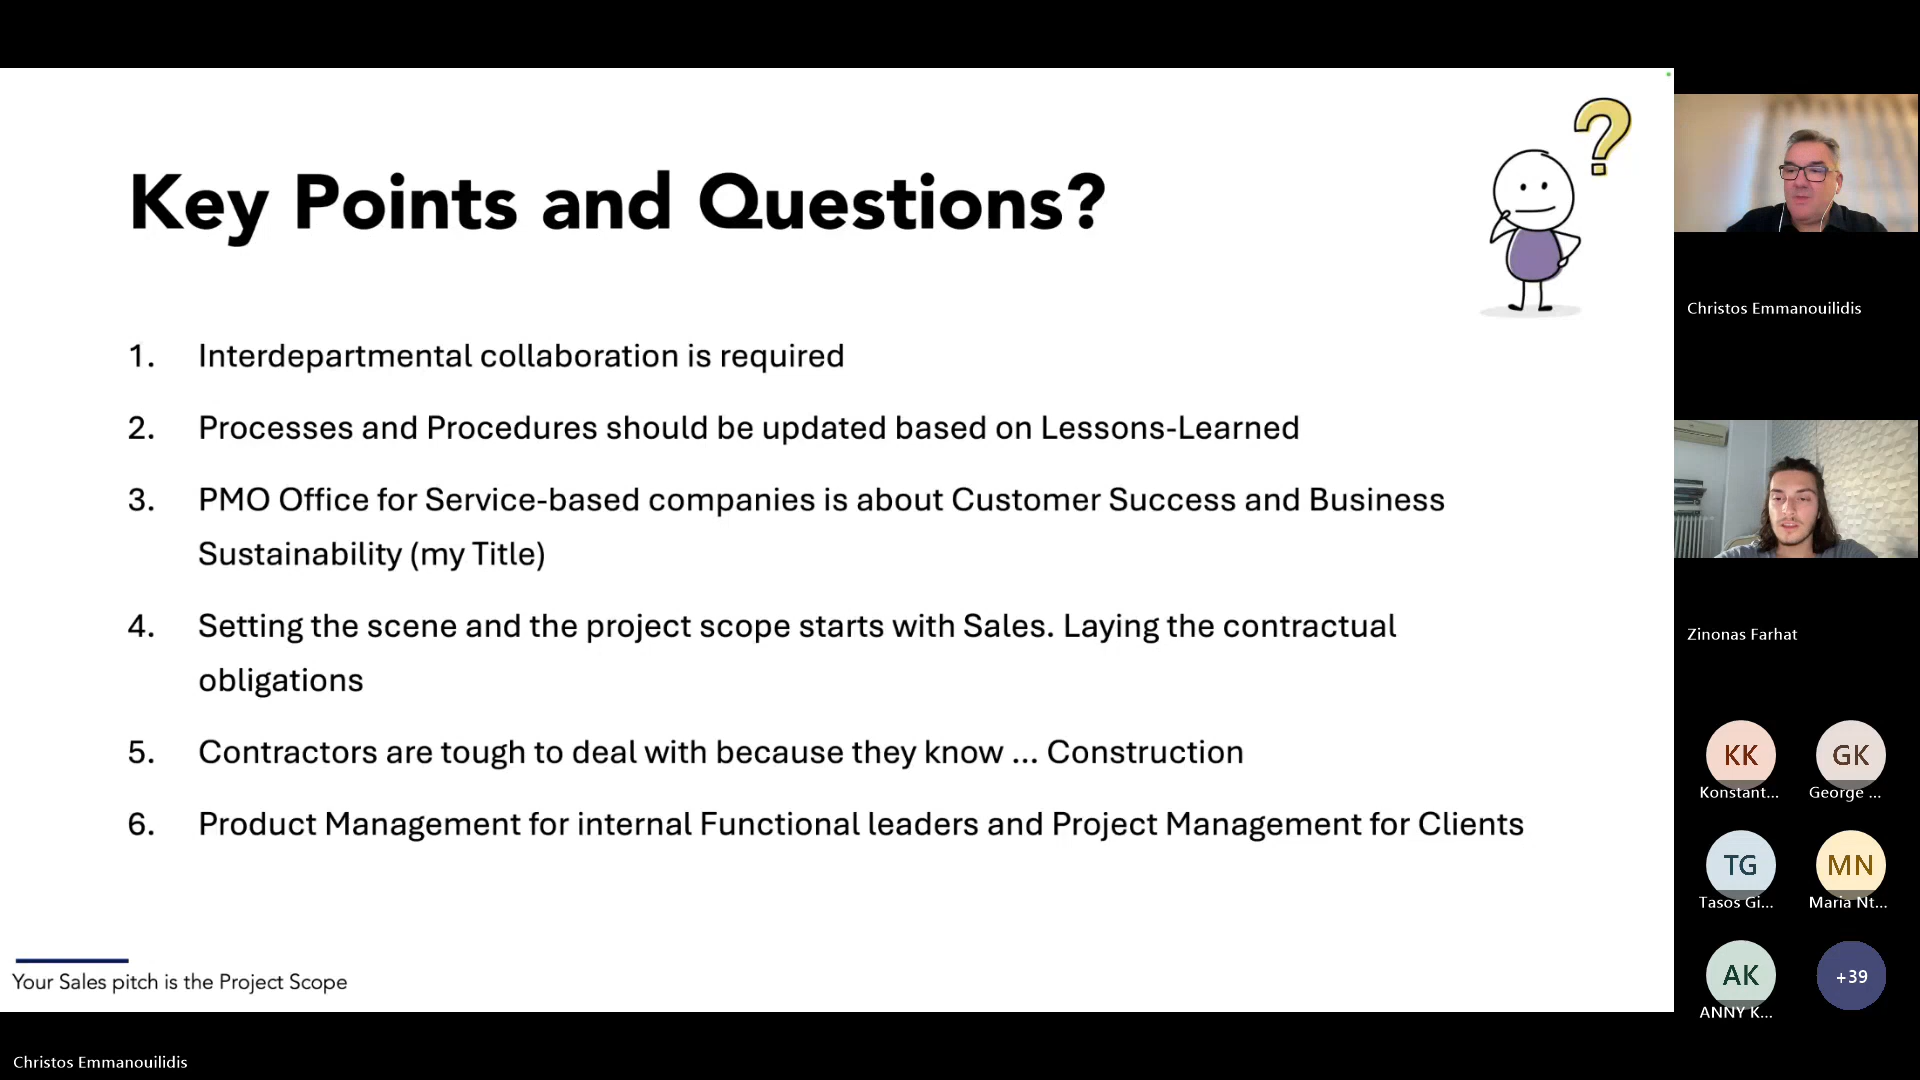 Key Points and Questions?
1. Interdepartmental collaboration is required
2. Processes and Procedures should be updated based on Lessons-Learned
3. PMO Office for Service-based companies is about Customer Success and Business
Sustainability (my Title)
4. Setting the scene and the project scope starts with Sales. Laying the contractual
obligations
5. Contractors are tough to deal with because they know ... Construction
6. Product Management for internal Functional leaders and Project Management for Clients
Your Sales pitch is the Project Scope
Christos Emmanouilidis
Christos Emmanouilidis
Zinonas Farhat
KK
Konstant...
GK
George ...
TG
Tasos Gi...
MN
Maria Nt...
AK
ANNY K...
+39